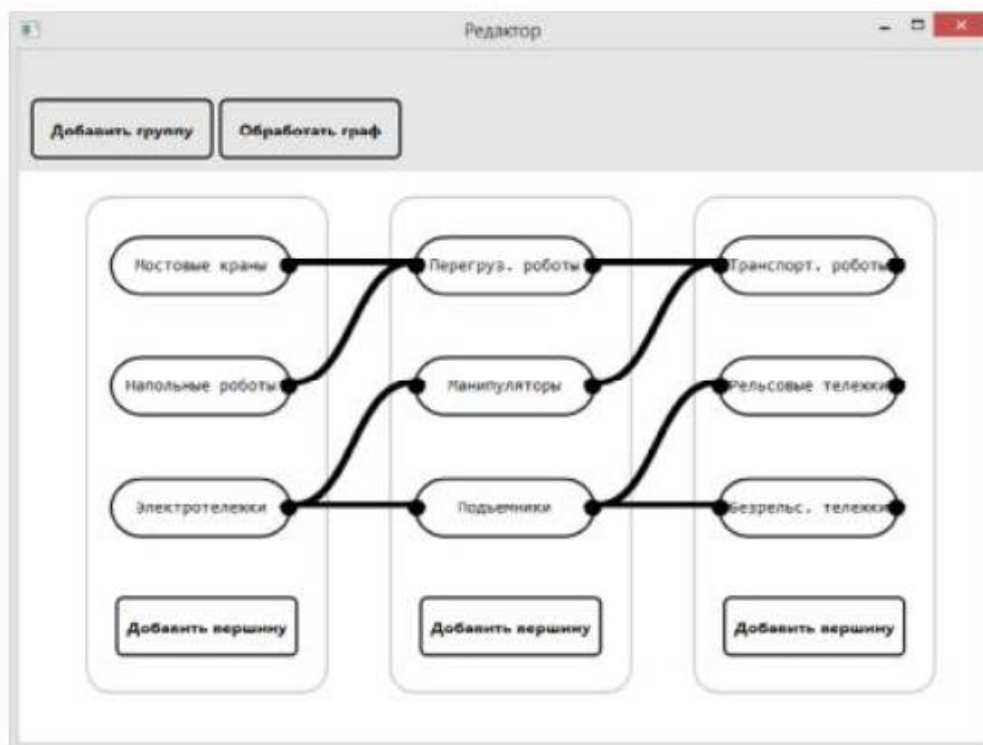 Редактор
Добавить группу
Обработать граф
Мостовые краны
Перегруз. роботы
Транспорт. роботы
Напольные роботы
Манипуляторы
Рельсовые тележки
Электротележки
Подъемники
Безрельс. тележки
Добавить вершину
Добавить вершину
Добавить вершину